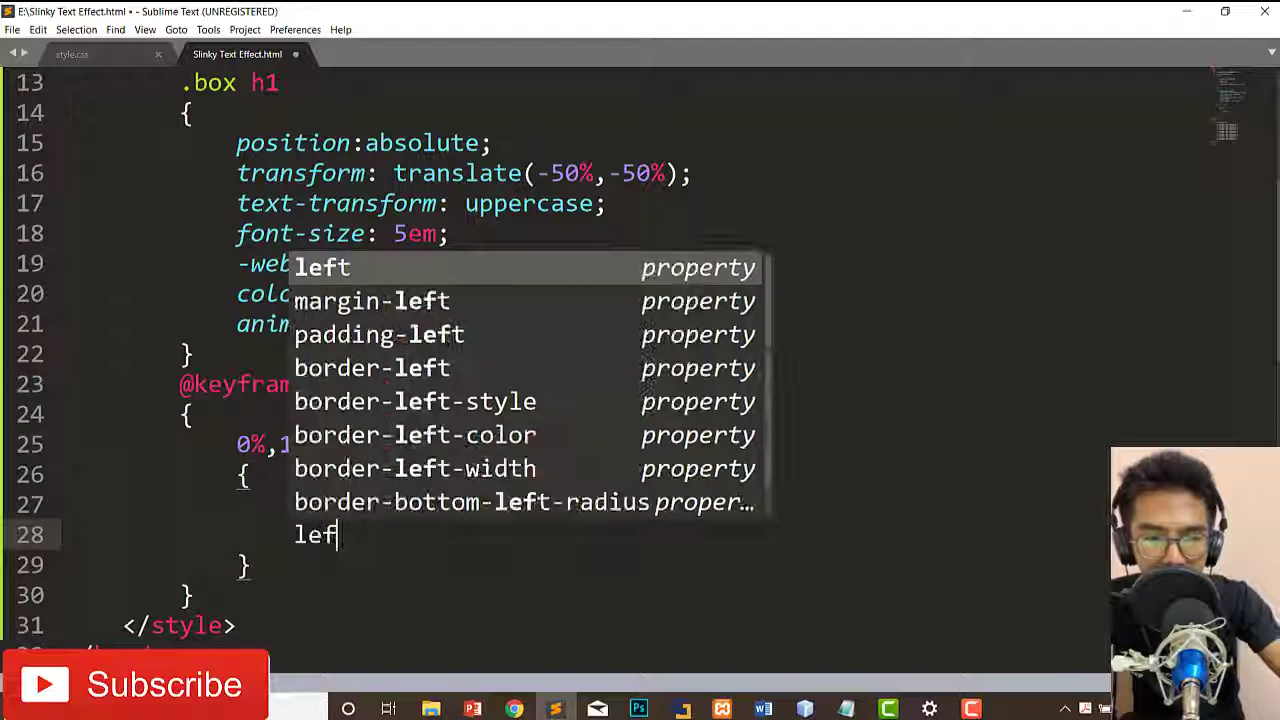 E:\Slinky Text Effect.html • - Sublime Text (UNREGISTERED)
File Edit Selection Find View Goto Tools Project Preferences Help
style.css × Slinky Text Effect.html •
13 .box h1
14 {
15 position:absolute;
16 transform: translate(-50%,-50%);
17 text-transform: uppercase;
18 font-size: 5em;
19 -web
20 colo
21 anim
22 }
23 @keyfram
24 {
25 0%,1
26 {
27
28 lef
29 }
30 }
31 </style>
left property
margin-left property
padding-left property
border-left property
border-left-style property
border-left-color property
border-left-width property
border-bottom-left-radius proper…
Subscribe